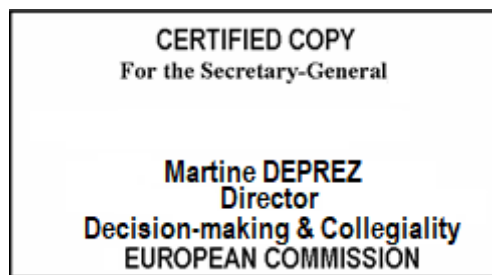 CERTIFIED COPY
For the Secretary-General
Martine DEPREZ
Director
Decision-making & Collegiality
EUROPEAN COMMISSION